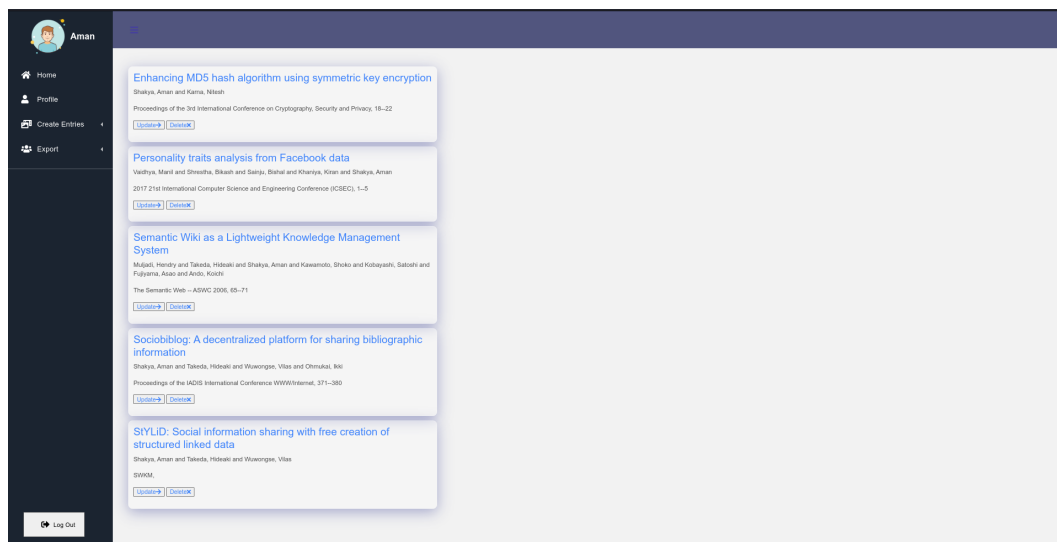 Aman
Home
Profile
Create Entries
Export
Log Out
Enhancing MD5 hash algorithm using symmetric key encryption
Shakya, Aman and Karna, Nitesh
Proceedings of the 3rd International Conference on Cryptography, Security and Privacy, 18--22
Update Delete
Personality traits analysis from Facebook data
Vaidhya, Manil and Shrestha, Bikash and Sainju, Bishal and Khaniya, Kiran and Shakya, Aman
2017 21st International Computer Science and Engineering Conference (ICSEC), 1--5
Update Delete
Semantic Wiki as a Lightweight Knowledge Management
System
Muljadi, Hendry and Takeda, Hideaki and Shakya, Aman and Kawamoto, Shoko and Kobayashi, Satoshi and
Fujiyama, Asao and Ando, Koichi
The Semantic Web -- ASWC 2006, 65--71
Update Delete
Sociobiblog: A decentralized platform for sharing bibliographic
information
Shakya, Aman and Takeda, Hideaki and Wuwongse, Vilas and Ohmukai, Ikki
Proceedings of the IADIS International Conference WWW/Internet, 371--380
Update Delete
StYLiD: Social information sharing with free creation of
structured linked data
Shakya, Aman and Takeda, Hideaki and Wuwongse, Vilas
SWKM,
Update Delete